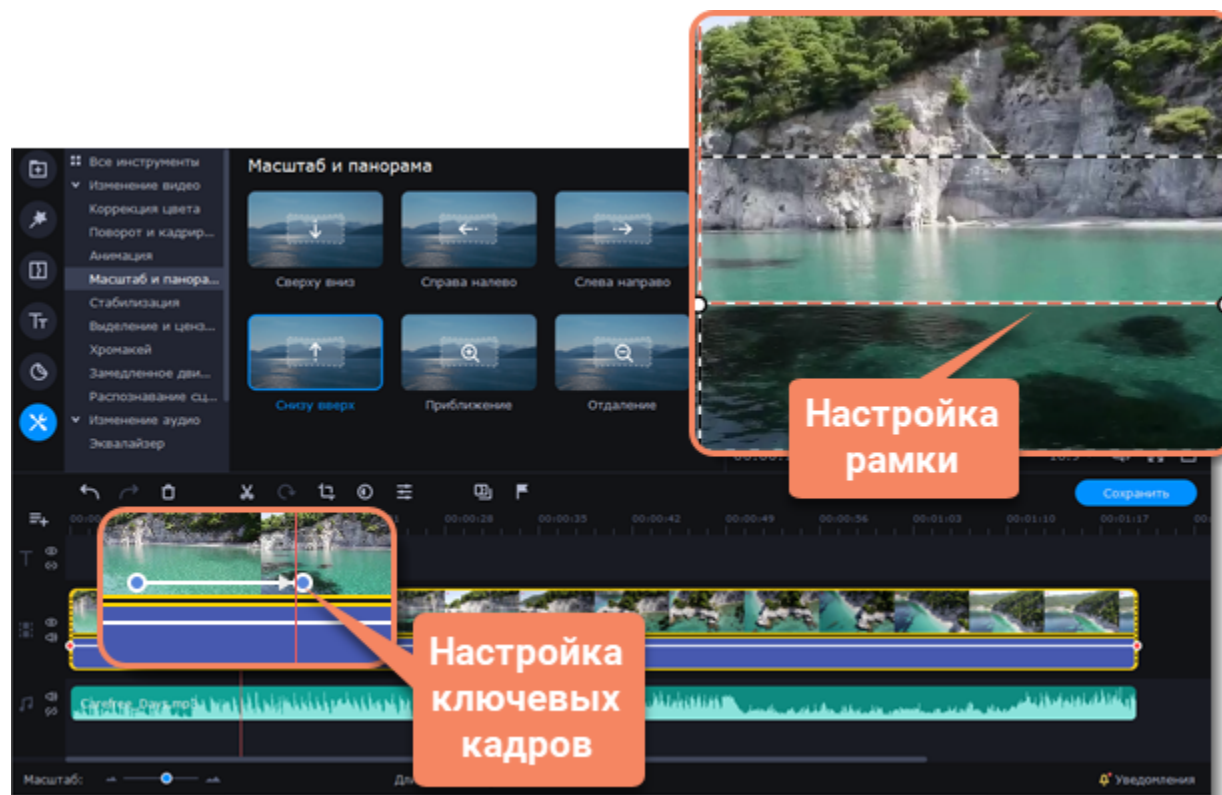 Все инструменты
Изменение видео
Коррекция цвета
Поворот и кадрир...
Анимация
Масштаб и панора...
Стабилизация
Выделение и ценз...
Хромакей
Замедленное дви...
Распознавание сц...
Изменение аудио
Эквалайзер
Масштаб и панорама
Сверху вниз
Справа налево
Слева направо
Снизу вверх
Приближение
Отдаление
Настройка
рамки
Сохранить
00:00:28 00:00:35 00:00:42 00:00:49 00:00:56 00:01:03 00:01:10 00:01:17
Настройка
ключевых
кадров
Carefree_Days.mp3
Масштаб:
Уведомления